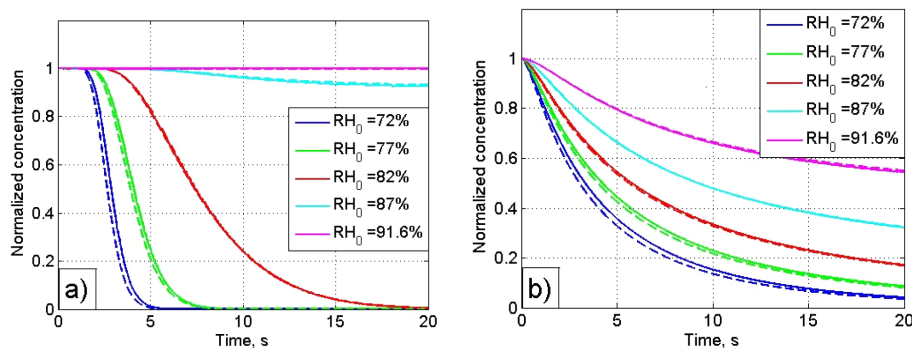 Normalized concentration
1
0.8
0.6
0.4
0.2
0
0
5
10
15
20
Time, s
RH0 =72%
RH0 =77%
RH0 =82%
RH0 =87%
RH0 =91.6%
a)
Normalized concentration
1
0.8
0.6
0.4
0.2
0
0
5
10
15
20
Time, s
RH0 =72%
RH0 =77%
RH0 =82%
RH0 =87%
RH0 =91.6%
b)